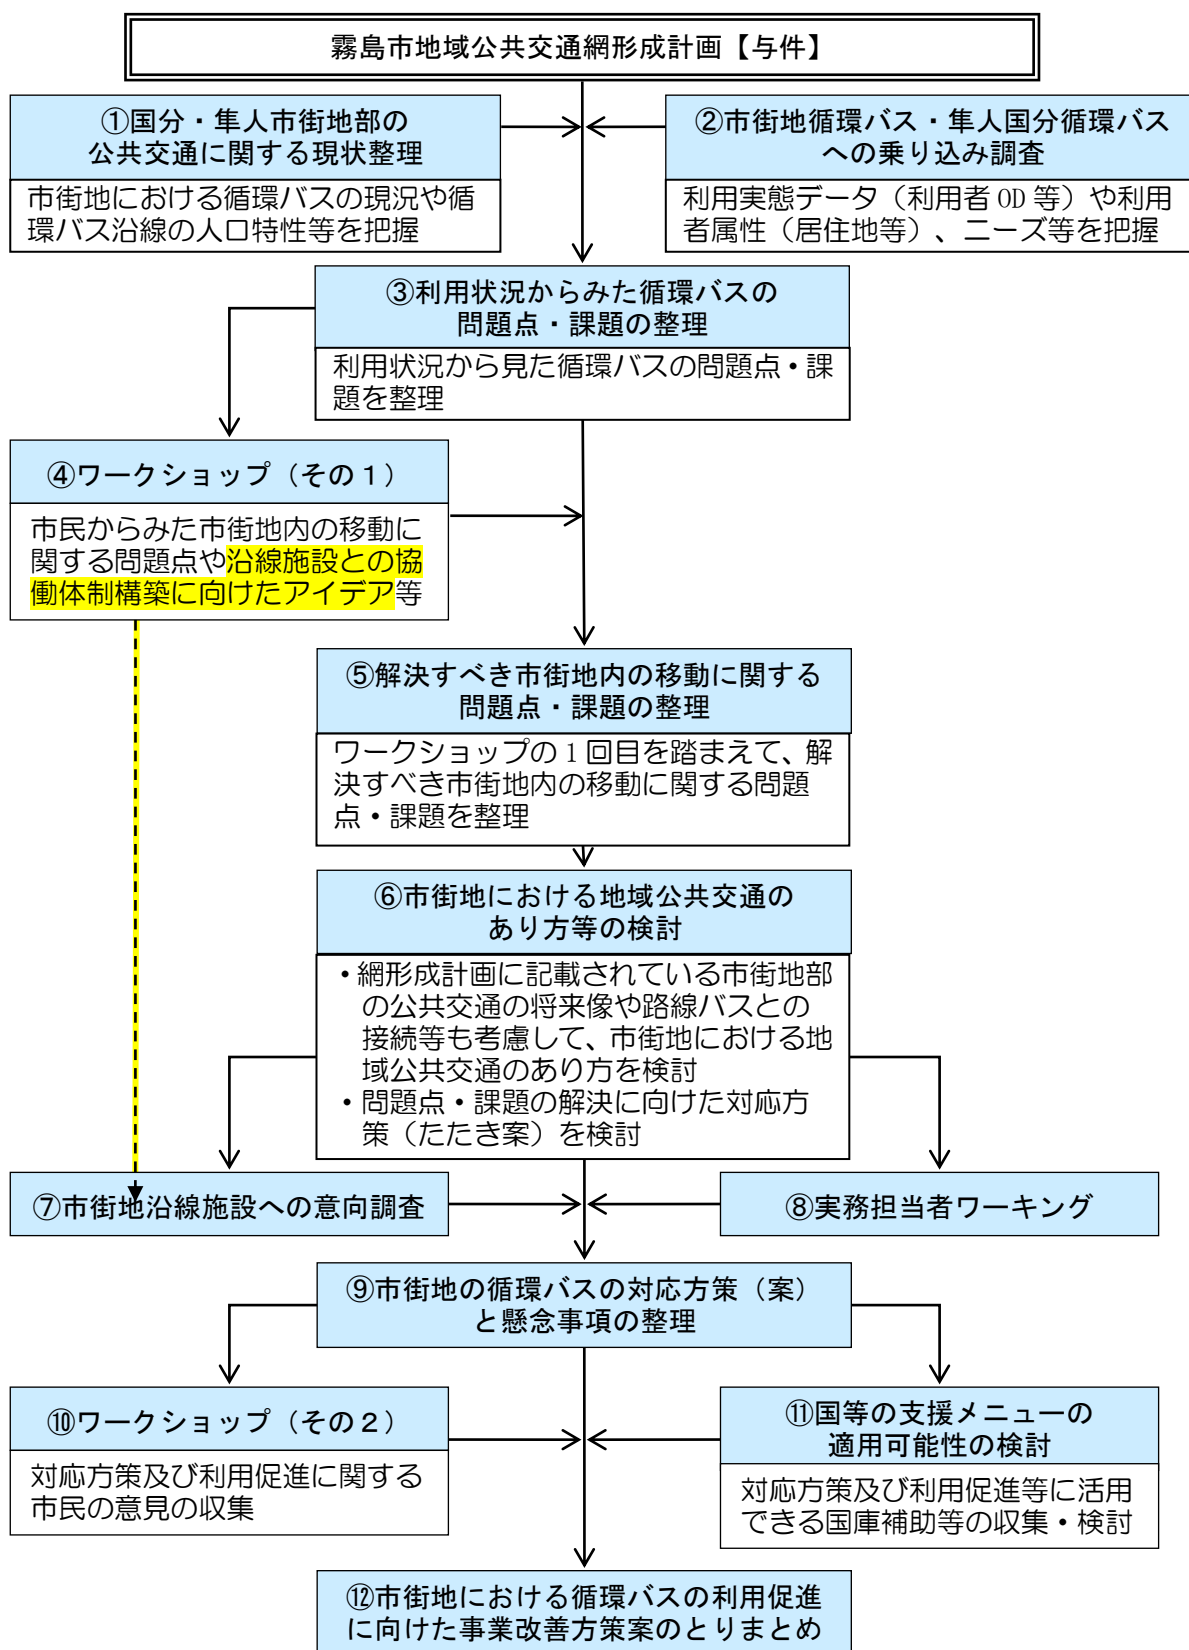 霧島市地域公共交通網形成計画【与件】
①国分・隼人市街地部の
公共交通に関する現状整理
市街地における循環バスの現況や循
環バス沿線の人口特性等を把握
②市街地循環バス・隼人国分循環バス
への乗り込み調査
利用実態データ（利用者 OD 等）や利用
者属性（居住地等）、ニーズ等を把握
③利用状況からみた循環バスの
問題点・課題の整理
利用状況から見た循環バスの問題点・課
題を整理
④ワークショップ（その１）
市民からみた市街地内の移動に
関する問題点や沿線施設との協
働体制構築に向けたアイデア等
⑤解決すべき市街地内の移動に関する
問題点・課題の整理
ワークショップの 1 回目を踏まえて、解
決すべき市街地内の移動に関する問題
点・課題を整理
⑥市街地における地域公共交通の
あり方等の検討
・網形成計画に記載されている市街地部
の公共交通の将来像や路線バスとの
接続等も考慮して、市街地における地
域公共交通のあり方を検討
・問題点・課題の解決に向けた対応方
策（たたき案）を検討
⑦市街地沿線施設への意向調査
⑧実務担当者ワーキング
⑨市街地の循環バスの対応方策（案）
と懸念事項の整理
⑩ワークショップ（その２）
対応方策及び利用促進に関する
市民の意見の収集
⑪国等の支援メニューの
適用可能性の検討
対応方策及び利用促進等に活用
できる国庫補助等の収集・検討
⑫市街地における循環バスの利用促進
に向けた事業改善方策案のとりまとめ